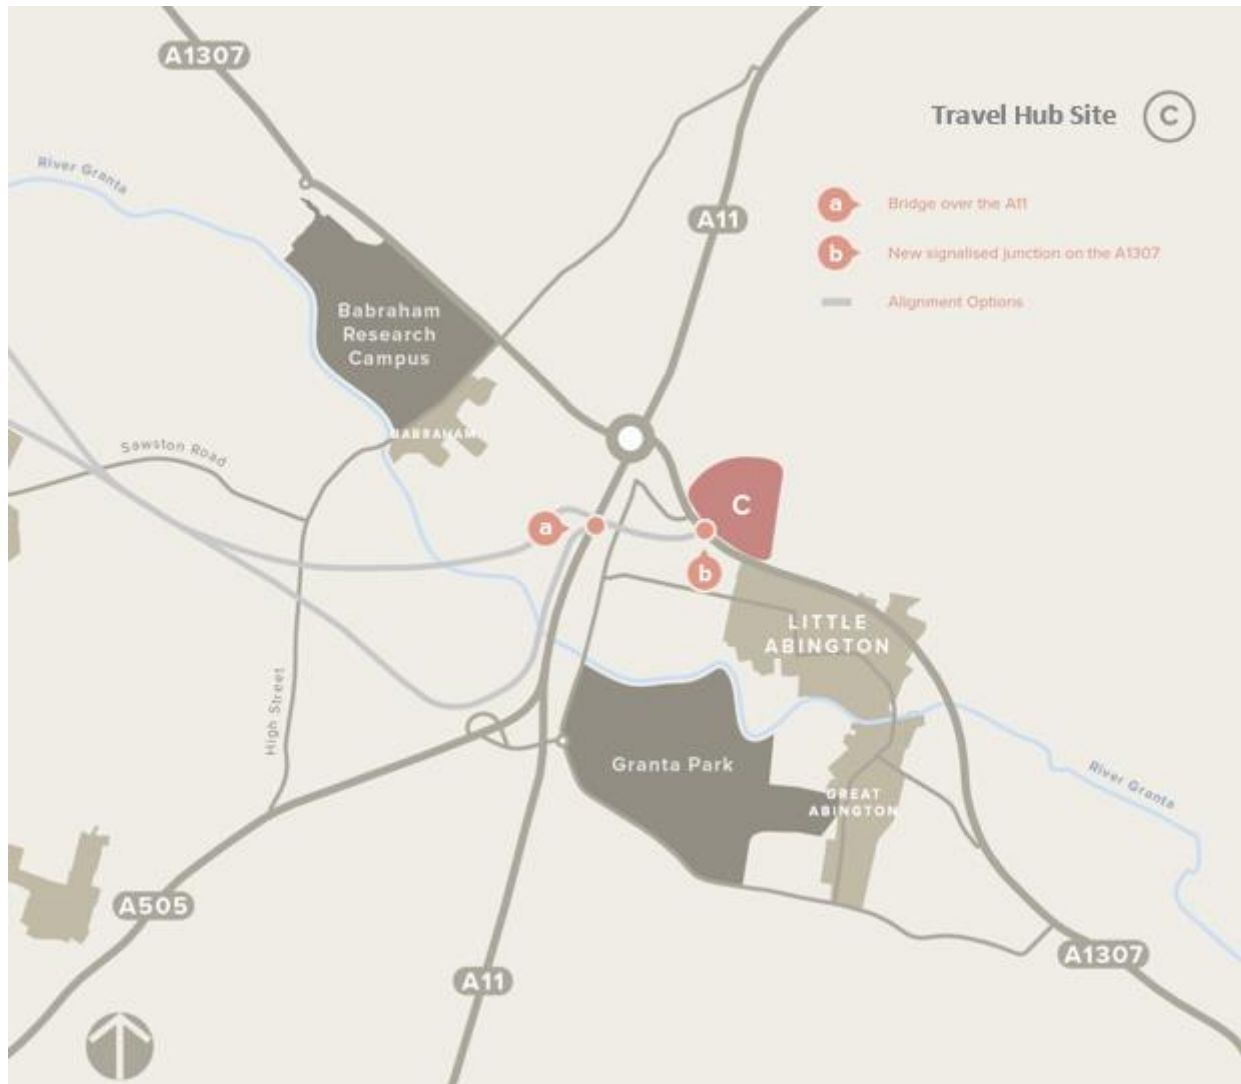 A1307
River Granta
Travel Hub Site C
A11
a Bridge over the A11
b New signalised junction on the A1307
Alignment Options
Babraham
Research
Campus
BABRAHAM
Sawston Road
C
a
b
LITTLE
ABINGTON
High Street
Granta Park
GREAT
ABINGTON
River Granta
A505
A11
A1307